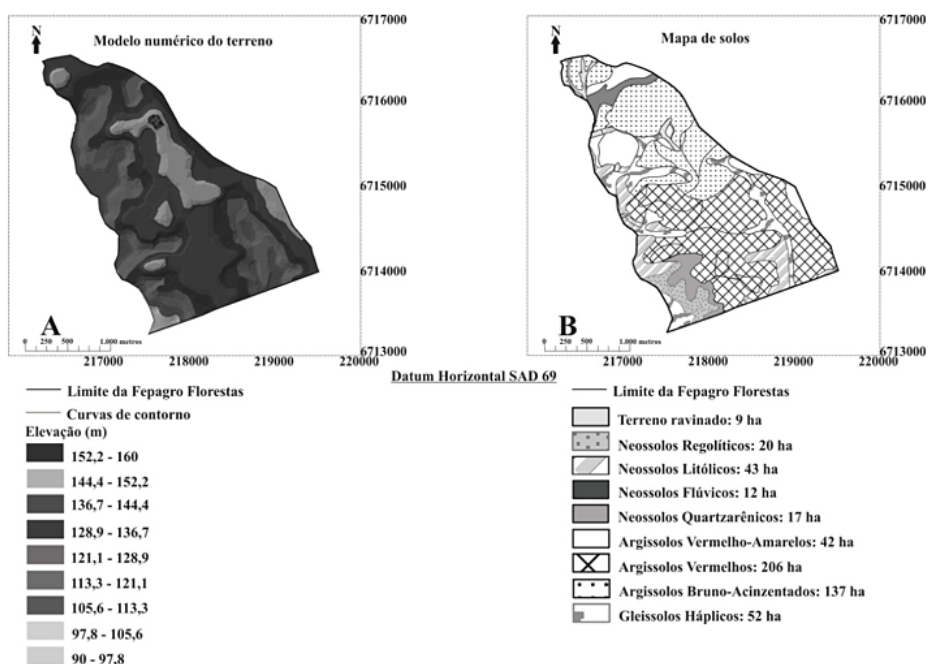 N
Modelo numérico do terreno
6717000
6716000
6715000
6714000
6713000
A
0 250 500 1.000 metros
217000 218000 219000 220000
N
Mapa de solos
6717000
6716000
6715000
6714000
6713000
B
0 250 500 1.000 metros
217000 218000 219000 220000
Datum Horizontal SAD 69
Limite da Fepagro Florestas
Curvas de contorno
Elevação (m)
152,2 - 160
144,4 - 152,2
136,7 - 144,4
128,9 - 136,7
121,1 - 128,9
113,3 - 121,1
105,6 - 113,3
97,8 - 105,6
90 - 97,8
Limite da Fepagro Florestas
Terreno ravinado: 9 ha
Neossolos Regolíticos: 20 ha
Neossolos Litólicos: 43 ha
Neossolos Flúvicos: 12 ha
Neossolos Quartzarênicos: 17 ha
Argissolos Vermelho-Amarelos: 42 ha
Argissolos Vermelhos: 206 ha
Argissolos Bruno-Acinzentados: 137 ha
Gleissolos Háplicos: 52 ha